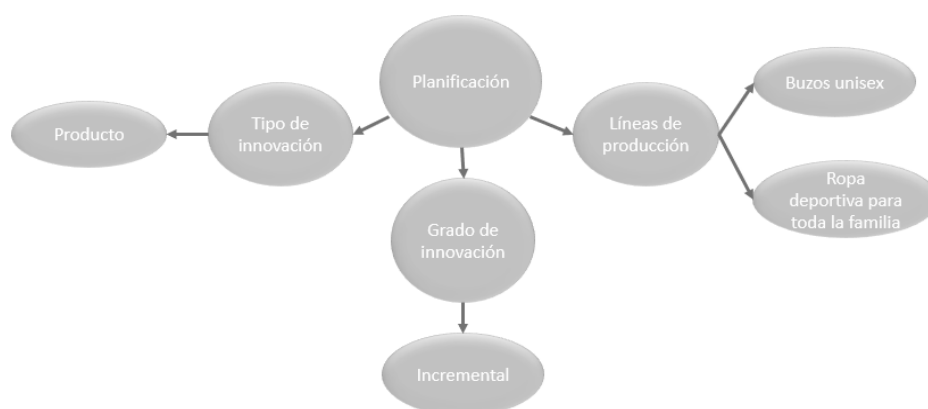 Planificación
Buzos unisex
Producto
Tipo de
innovación
Líneas de
producción
Ropa
deportiva para
toda la familia
Grado de
innovación
Incremental